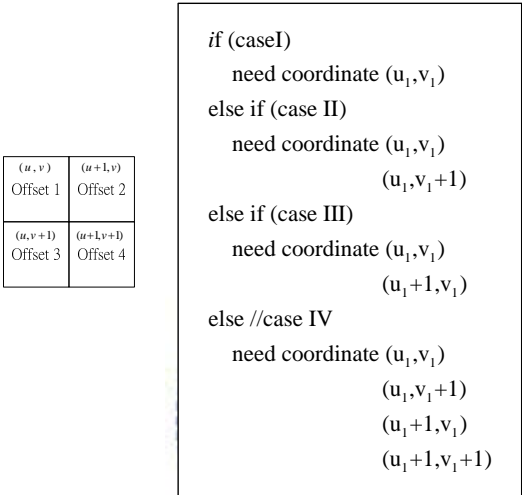 (u,v) (u+1,v)
Offset 1 Offset 2
(u,v+1) (u+1,v+1)
Offset 3 Offset 4
if (caseI)
need coordinate (u₁,v₁)
else if (case II)
need coordinate (u₁,v₁)
(u₁,v₁+1)
else if (case III)
need coordinate (u₁,v₁)
(u₁+1,v₁)
else //case IV
need coordinate (u₁,v₁)
(u₁,v₁+1)
(u₁+1,v₁)
(u₁+1,v₁+1)